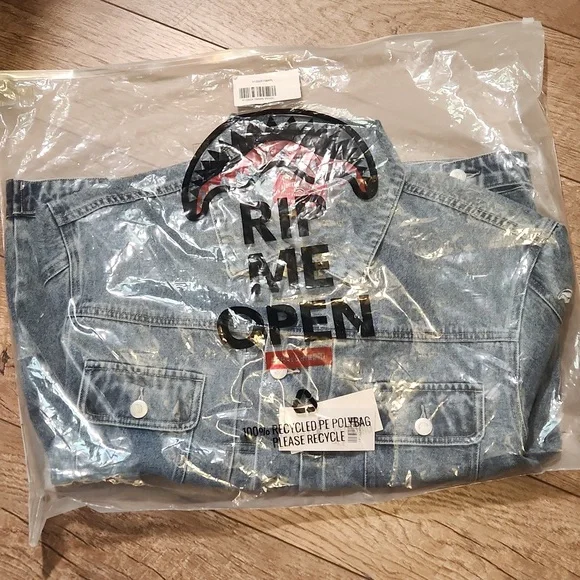 RIP
ME
OPEN
100% RECYCLED PE POLYBAG
PLEASE RECYCLE